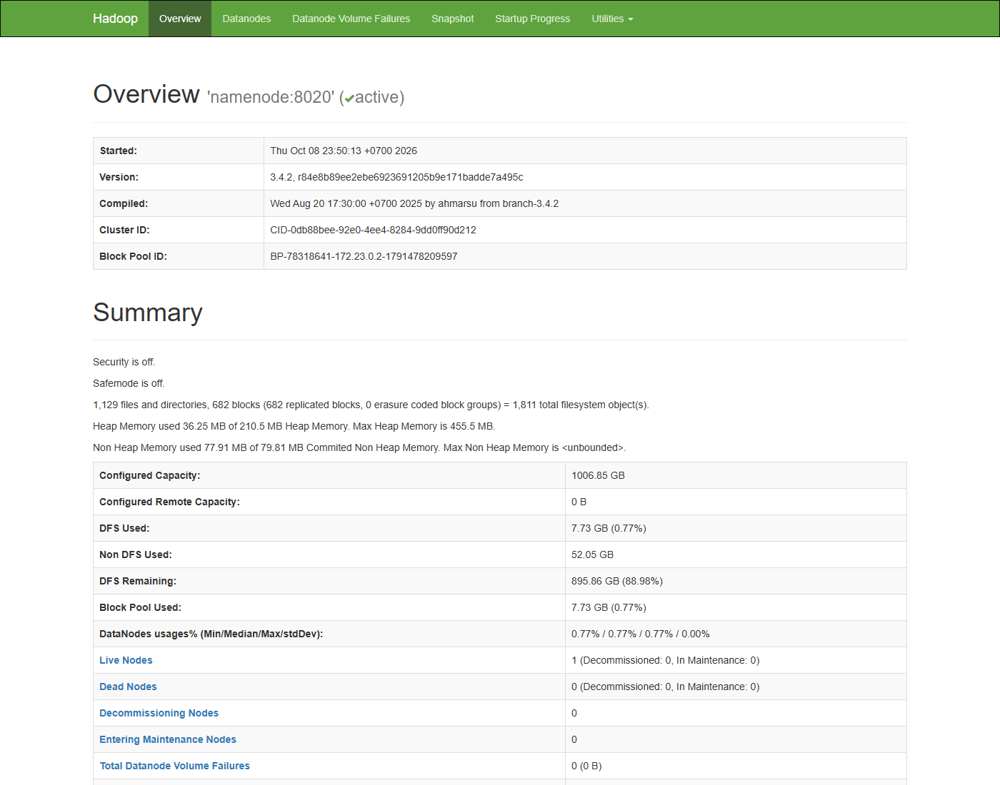 Hadoop Overview Datanodes Datanode Volume Failures Snapshot Startup Progress Utilities
Overview 'namenode:8020' (✔active)
Started: Thu Oct 08 23:50:13 +0700 2026
Version: 3.4.2, r84e8b89ee2ebe6923691205b9e171badde7a495c
Compiled: Wed Aug 20 17:30:00 +0700 2025 by ahmarsu from branch-3.4.2
Cluster ID: CID-0db88bee-92e0-4ee4-8284-9dd0ff90d212
Block Pool ID: BP-78318641-172.23.0.2-1791478209597
Summary
Security is off.
Safemode is off.
1,129 files and directories, 682 blocks (682 replicated blocks, 0 erasure coded block groups) = 1,811 total filesystem object(s).
Heap Memory used 36.25 MB of 210.5 MB Heap Memory. Max Heap Memory is 455.5 MB.
Non Heap Memory used 77.91 MB of 79.81 MB Commited Non Heap Memory. Max Non Heap Memory is <unbounded>.
Configured Capacity: 1006.85 GB
Configured Remote Capacity: 0 B
DFS Used: 7.73 GB (0.77%)
Non DFS Used: 52.05 GB
DFS Remaining: 895.86 GB (88.98%)
Block Pool Used: 7.73 GB (0.77%)
DataNodes usages% (Min/Median/Max/stdDev): 0.77% / 0.77% / 0.77% / 0.00%
Live Nodes 1 (Decommissioned: 0, In Maintenance: 0)
Dead Nodes 0 (Decommissioned: 0, In Maintenance: 0)
Decommissioning Nodes 0
Entering Maintenance Nodes 0
Total Datanode Volume Failures 0 (0 B)